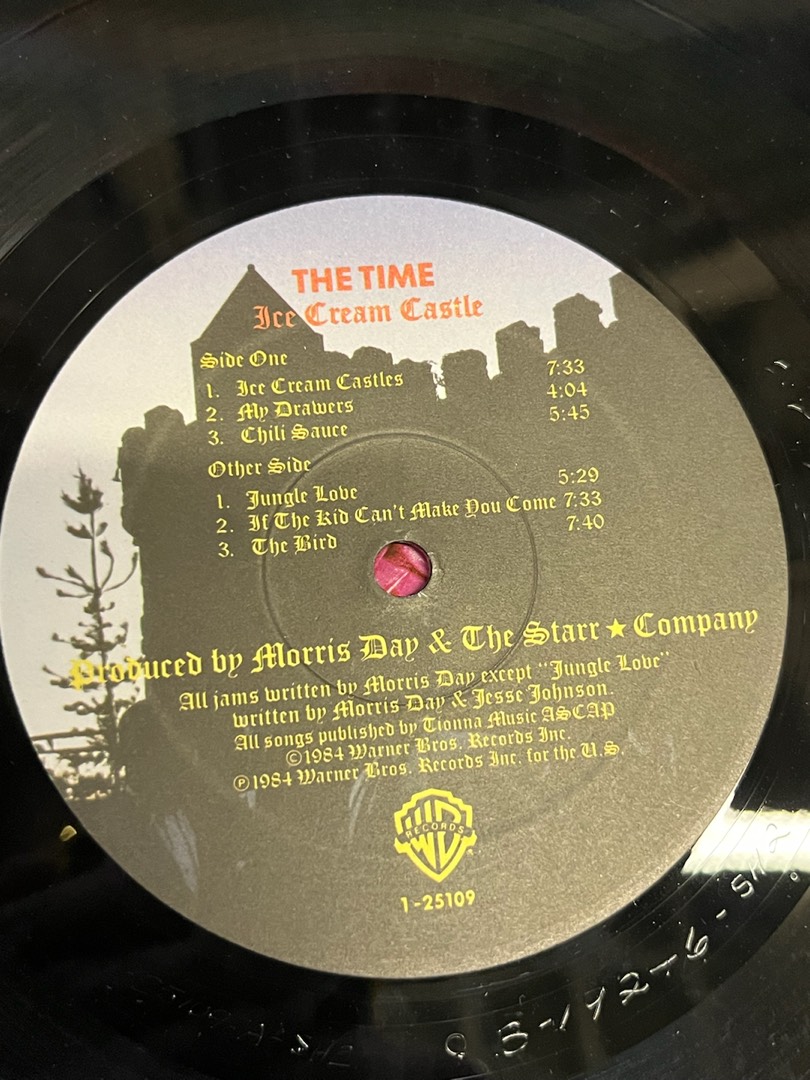 THE TIME
Ice Cream Castle
Side One
1. Ice Cream Castles 7:33
2. My Drawers 4:04
3. Chili Sauce 5:45
Other Side
1. Jungle Love 5:29
2. If The Kid Can't Make You Come 7:33
3. The Bird 7:40
Produced by Morris Day & The Starr ★ Company
All jams written by Morris Day except "Jungle Love"
written by Morris Day & Jesse Johnson.
All songs published by Tionna Music ASCAP
©1984 Warner Bros. Records Inc.
℗1984 Warner Bros. Records Inc. for the U.S.
WB RECORDS
1-25109